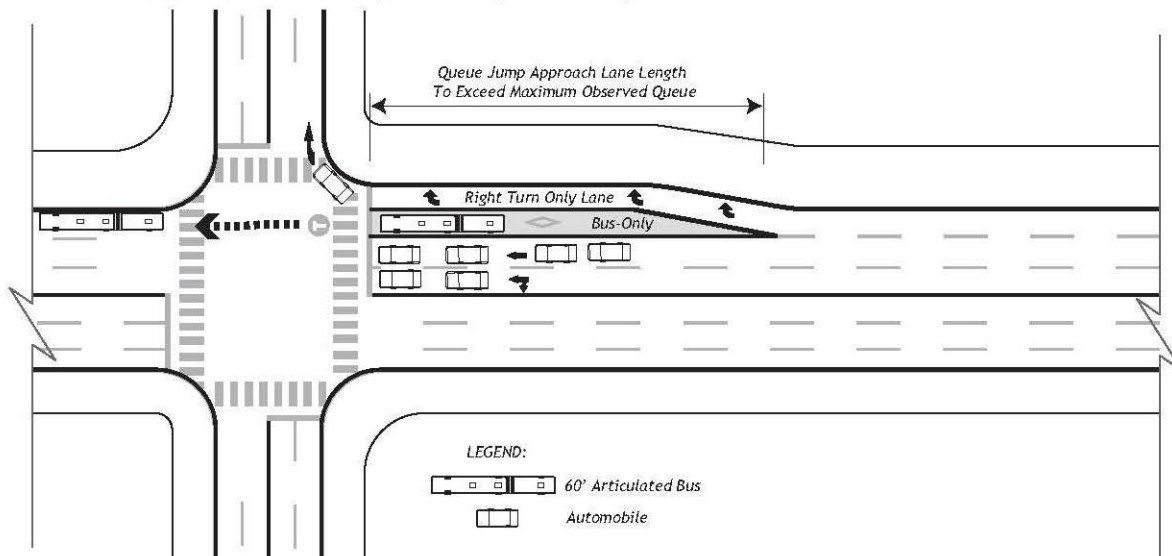 Queue Jump Approach Lane Length
To Exceed Maximum Observed Queue
Right Turn Only Lane
Bus-Only
T
LEGEND:
60' Articulated Bus
Automobile